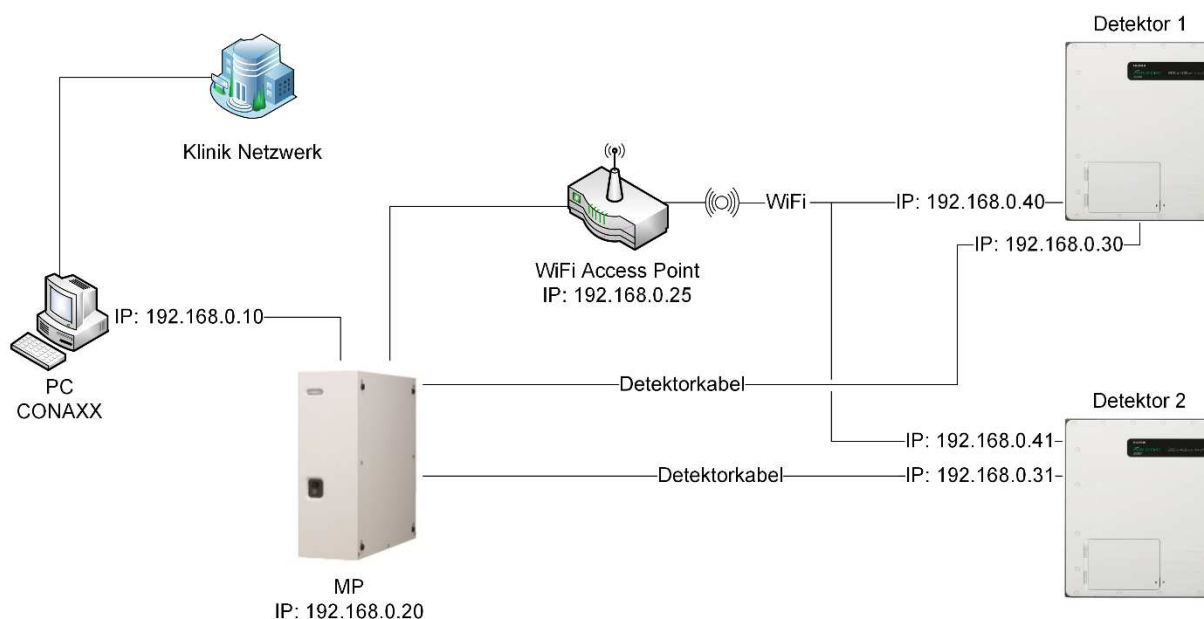 Detektor 1
Klinik Netzwerk
WiFi
IP: 192.168.0.40
IP: 192.168.0.30
WiFi Access Point
IP: 192.168.0.25
IP: 192.168.0.10
PC
CONAXX
Detektorkabel
Detektor 2
IP: 192.168.0.41
Detektorkabel
IP: 192.168.0.31
MP
IP: 192.168.0.20